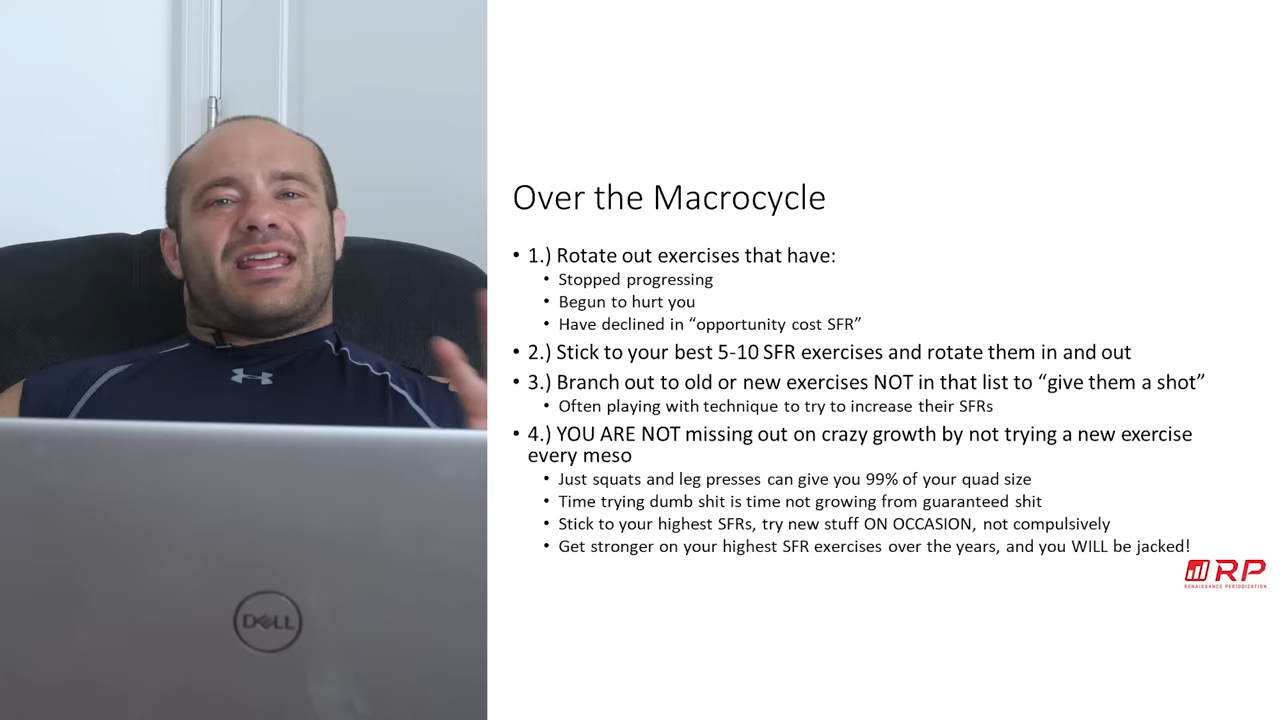 Over the Macrocycle
• 1.) Rotate out exercises that have:
• Stopped progressing
• Begun to hurt you
• Have declined in “opportunity cost SFR”
• 2.) Stick to your best 5-10 SFR exercises and rotate them in and out
• 3.) Branch out to old or new exercises NOT in that list to “give them a shot”
• Often playing with technique to try to increase their SFRs
• 4.) YOU ARE NOT missing out on crazy growth by not trying a new exercise
every meso
• Just squats and leg presses can give you 99% of your quad size
• Time trying dumb shit is time not growing from guaranteed shit
• Stick to your highest SFRs, try new stuff ON OCCASION, not compulsively
• Get stronger on your highest SFR exercises over the years, and you WILL be jacked!
RP
RENAISSANCE PERIODIZATION
DELL